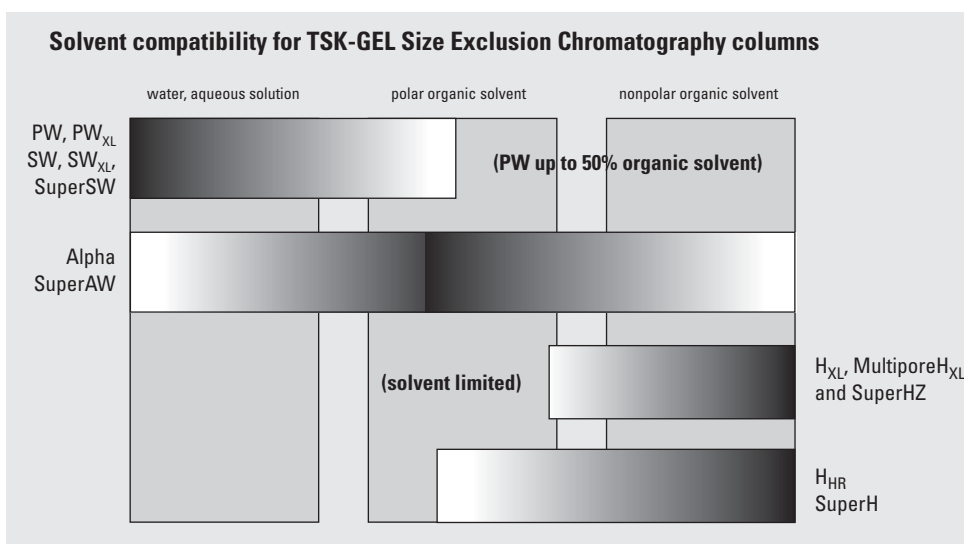 Solvent compatibility for TSK-GEL Size Exclusion Chromatography columns
water, aqueous solution
polar organic solvent
nonpolar organic solvent
PW, PWXL
SW, SWXL,
SuperSW
(PW up to 50% organic solvent)
Alpha
SuperAW
(solvent limited)
HXL, MultiporeHXL
and SuperHZ
HHR
SuperH